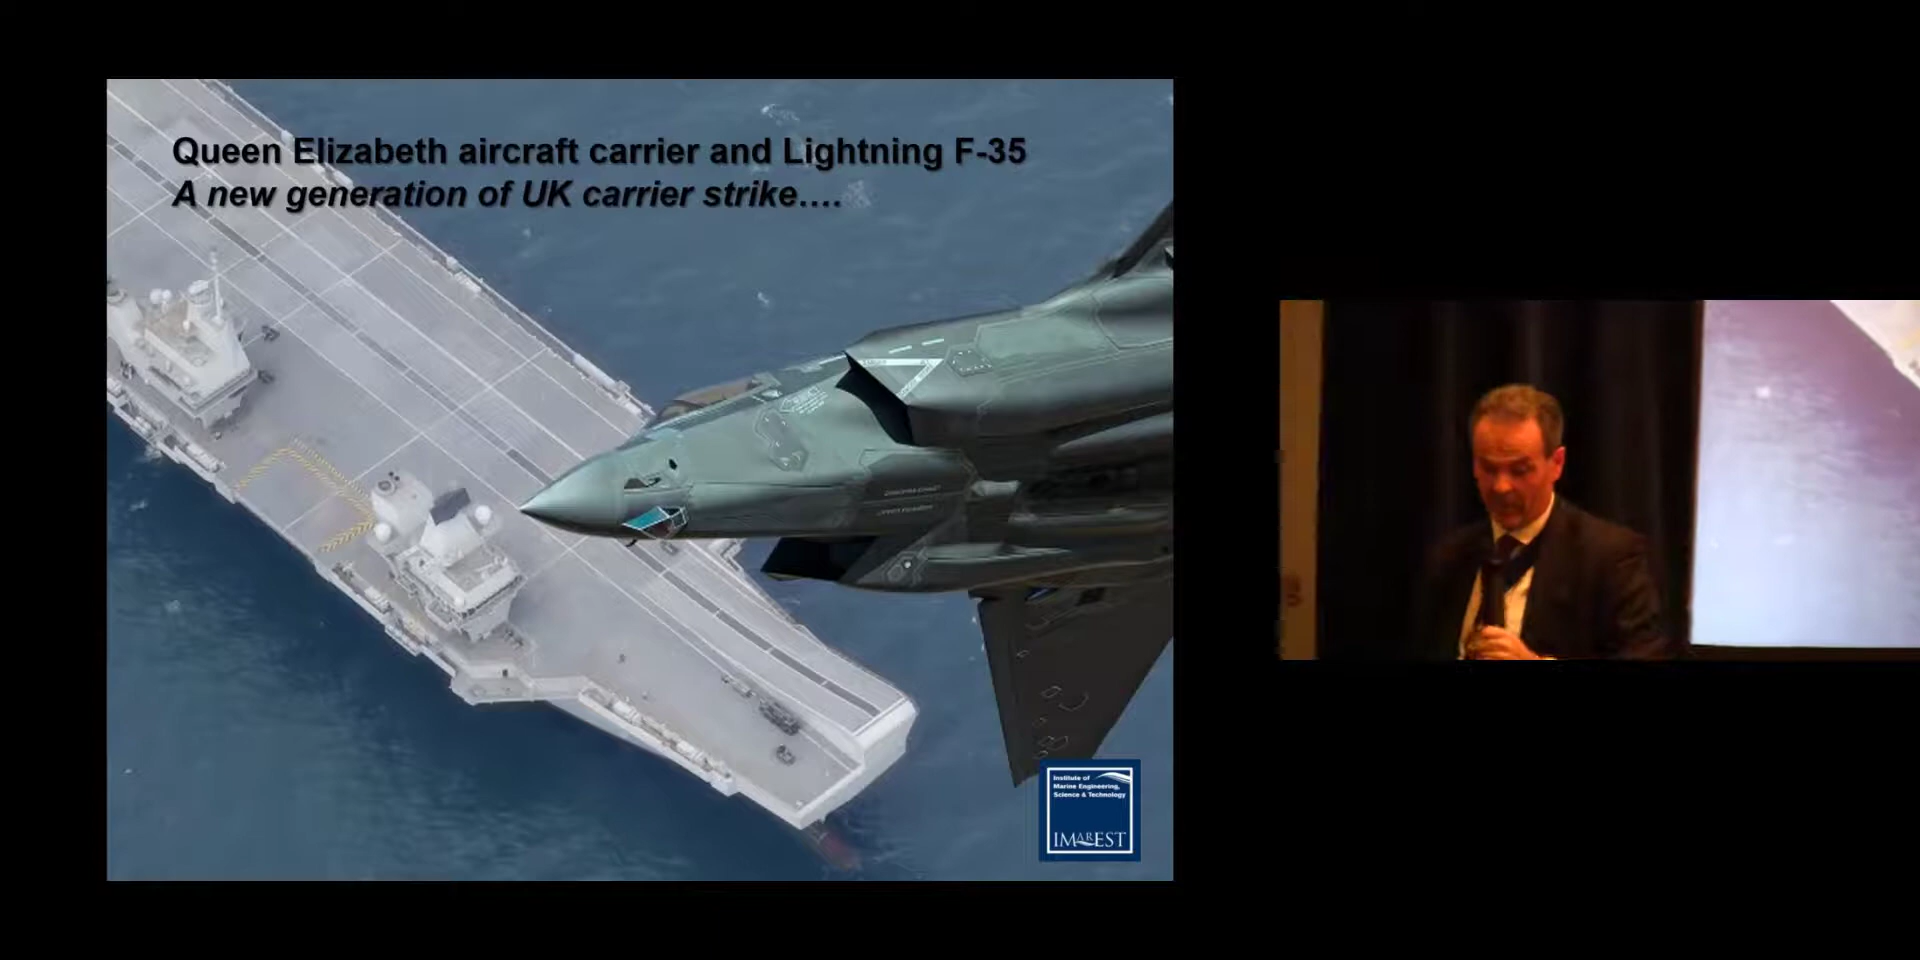 Queen Elizabeth aircraft carrier and Lightning F-35
A new generation of UK carrier strike....
Institute of
Marine Engineering,
Science & Technology
IMAREST